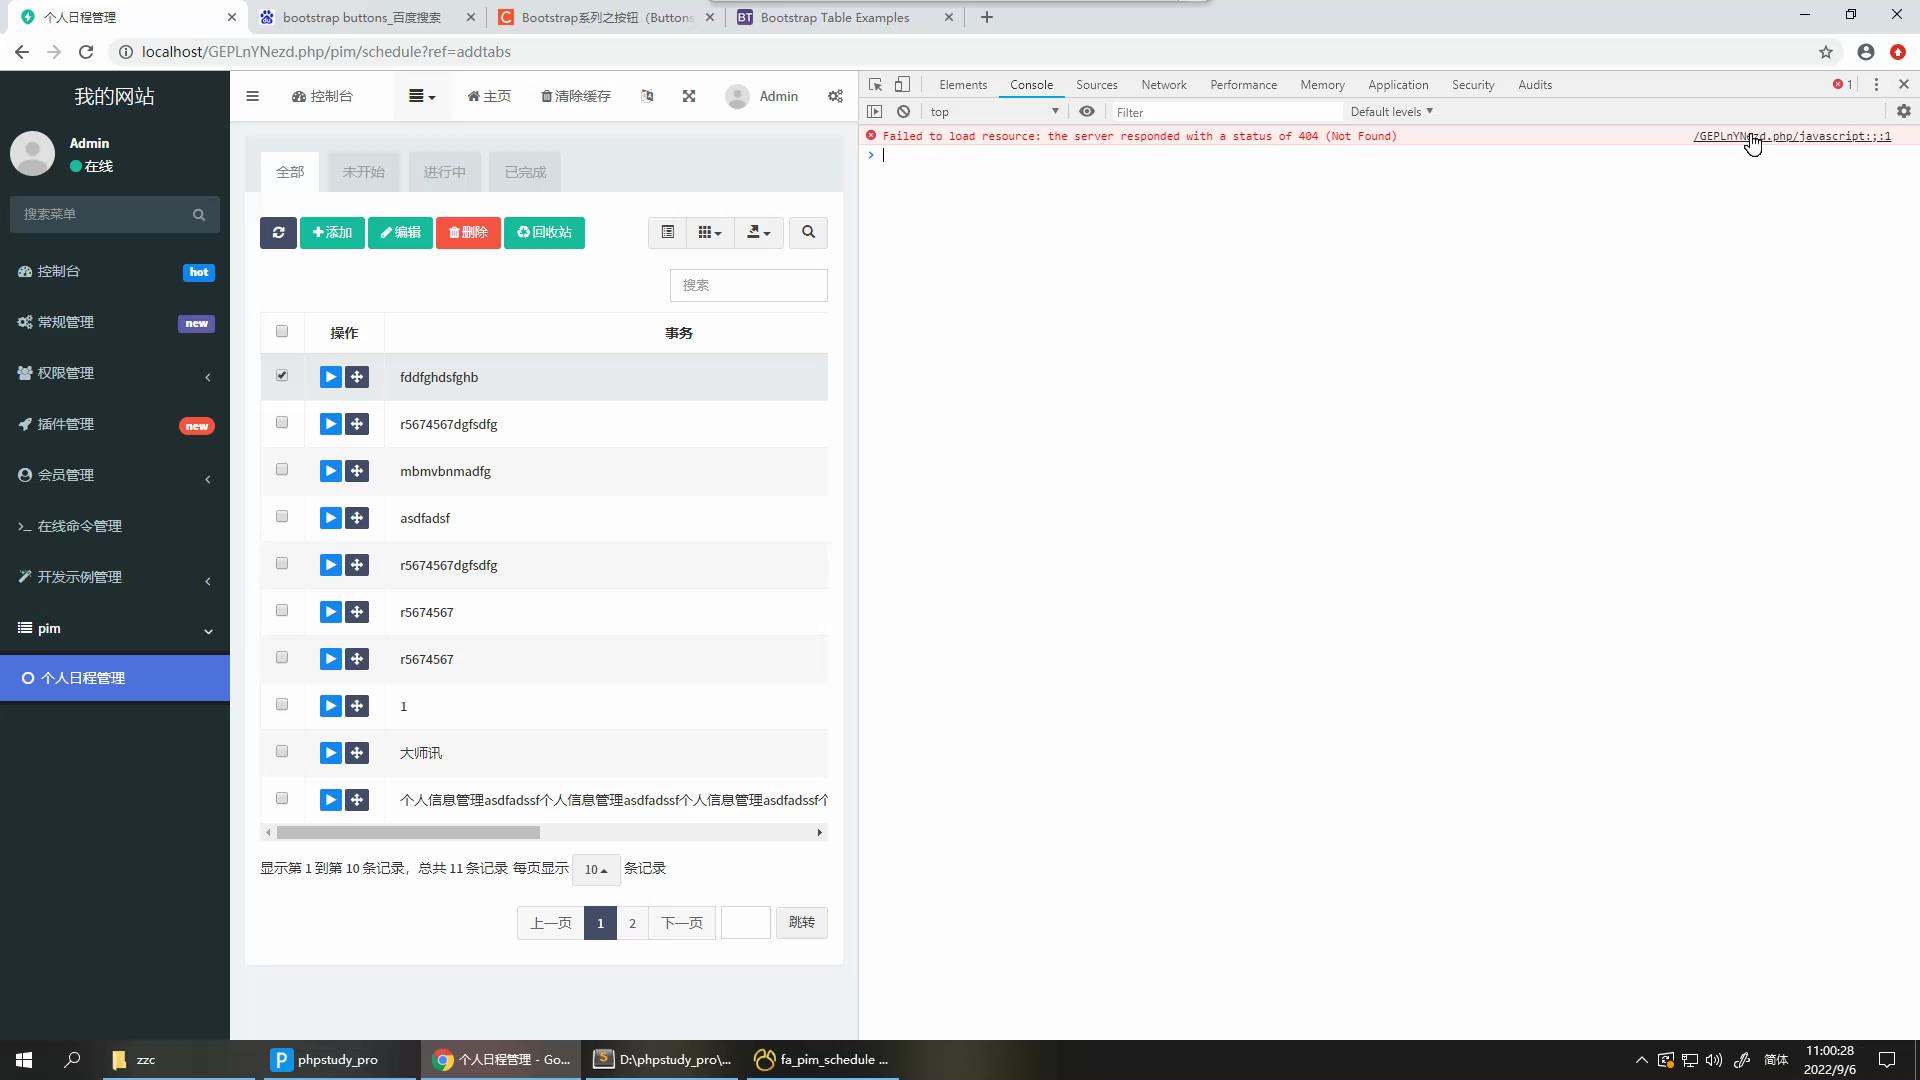 个人日程管理
bootstrap buttons_百度搜索
Bootstrap系列之按钮（Buttons
BT
Bootstrap Table Examples
localhost/GEPLnYNezd.php/pim/schedule?ref=addtabs
我的网站
Admin
在线
搜索菜单
控制台
hot
常规管理
new
权限管理
插件管理
new
会员管理
在线命令管理
开发示例管理
pim
个人日程管理
控制台
主页
清除缓存
Admin
全部
未开始
进行中
已完成
添加
编辑
删除
回收站
搜索
操作
事务
fddfghdsfghb
r5674567dgfsdfg
mbmvbnmadfg
asdfadsf
r5674567dgfsdfg
r5674567
r5674567
1
大师讯
个人信息管理asdfadssf个人信息管理asdfadssf个人信息管理asdfadssf个
显示第 1 到第 10 条记录，总共 11 条记录 每页显示 10 条记录
上一页
1
2
下一页
跳转
Elements
Console
Sources
Network
Performance
Memory
Application
Security
Audits
1
top
Filter
Default levels
Failed to load resource: the server responded with a status of 404 (Not Found)
/GEPLnYNezd.php/javascript:;:1
zzc
P
phpstudy_pro
个人日程管理 - Go...
D:\phpstudy_pro\...
fa_pim_schedule ...
简体
11:00:28
2022/9/6